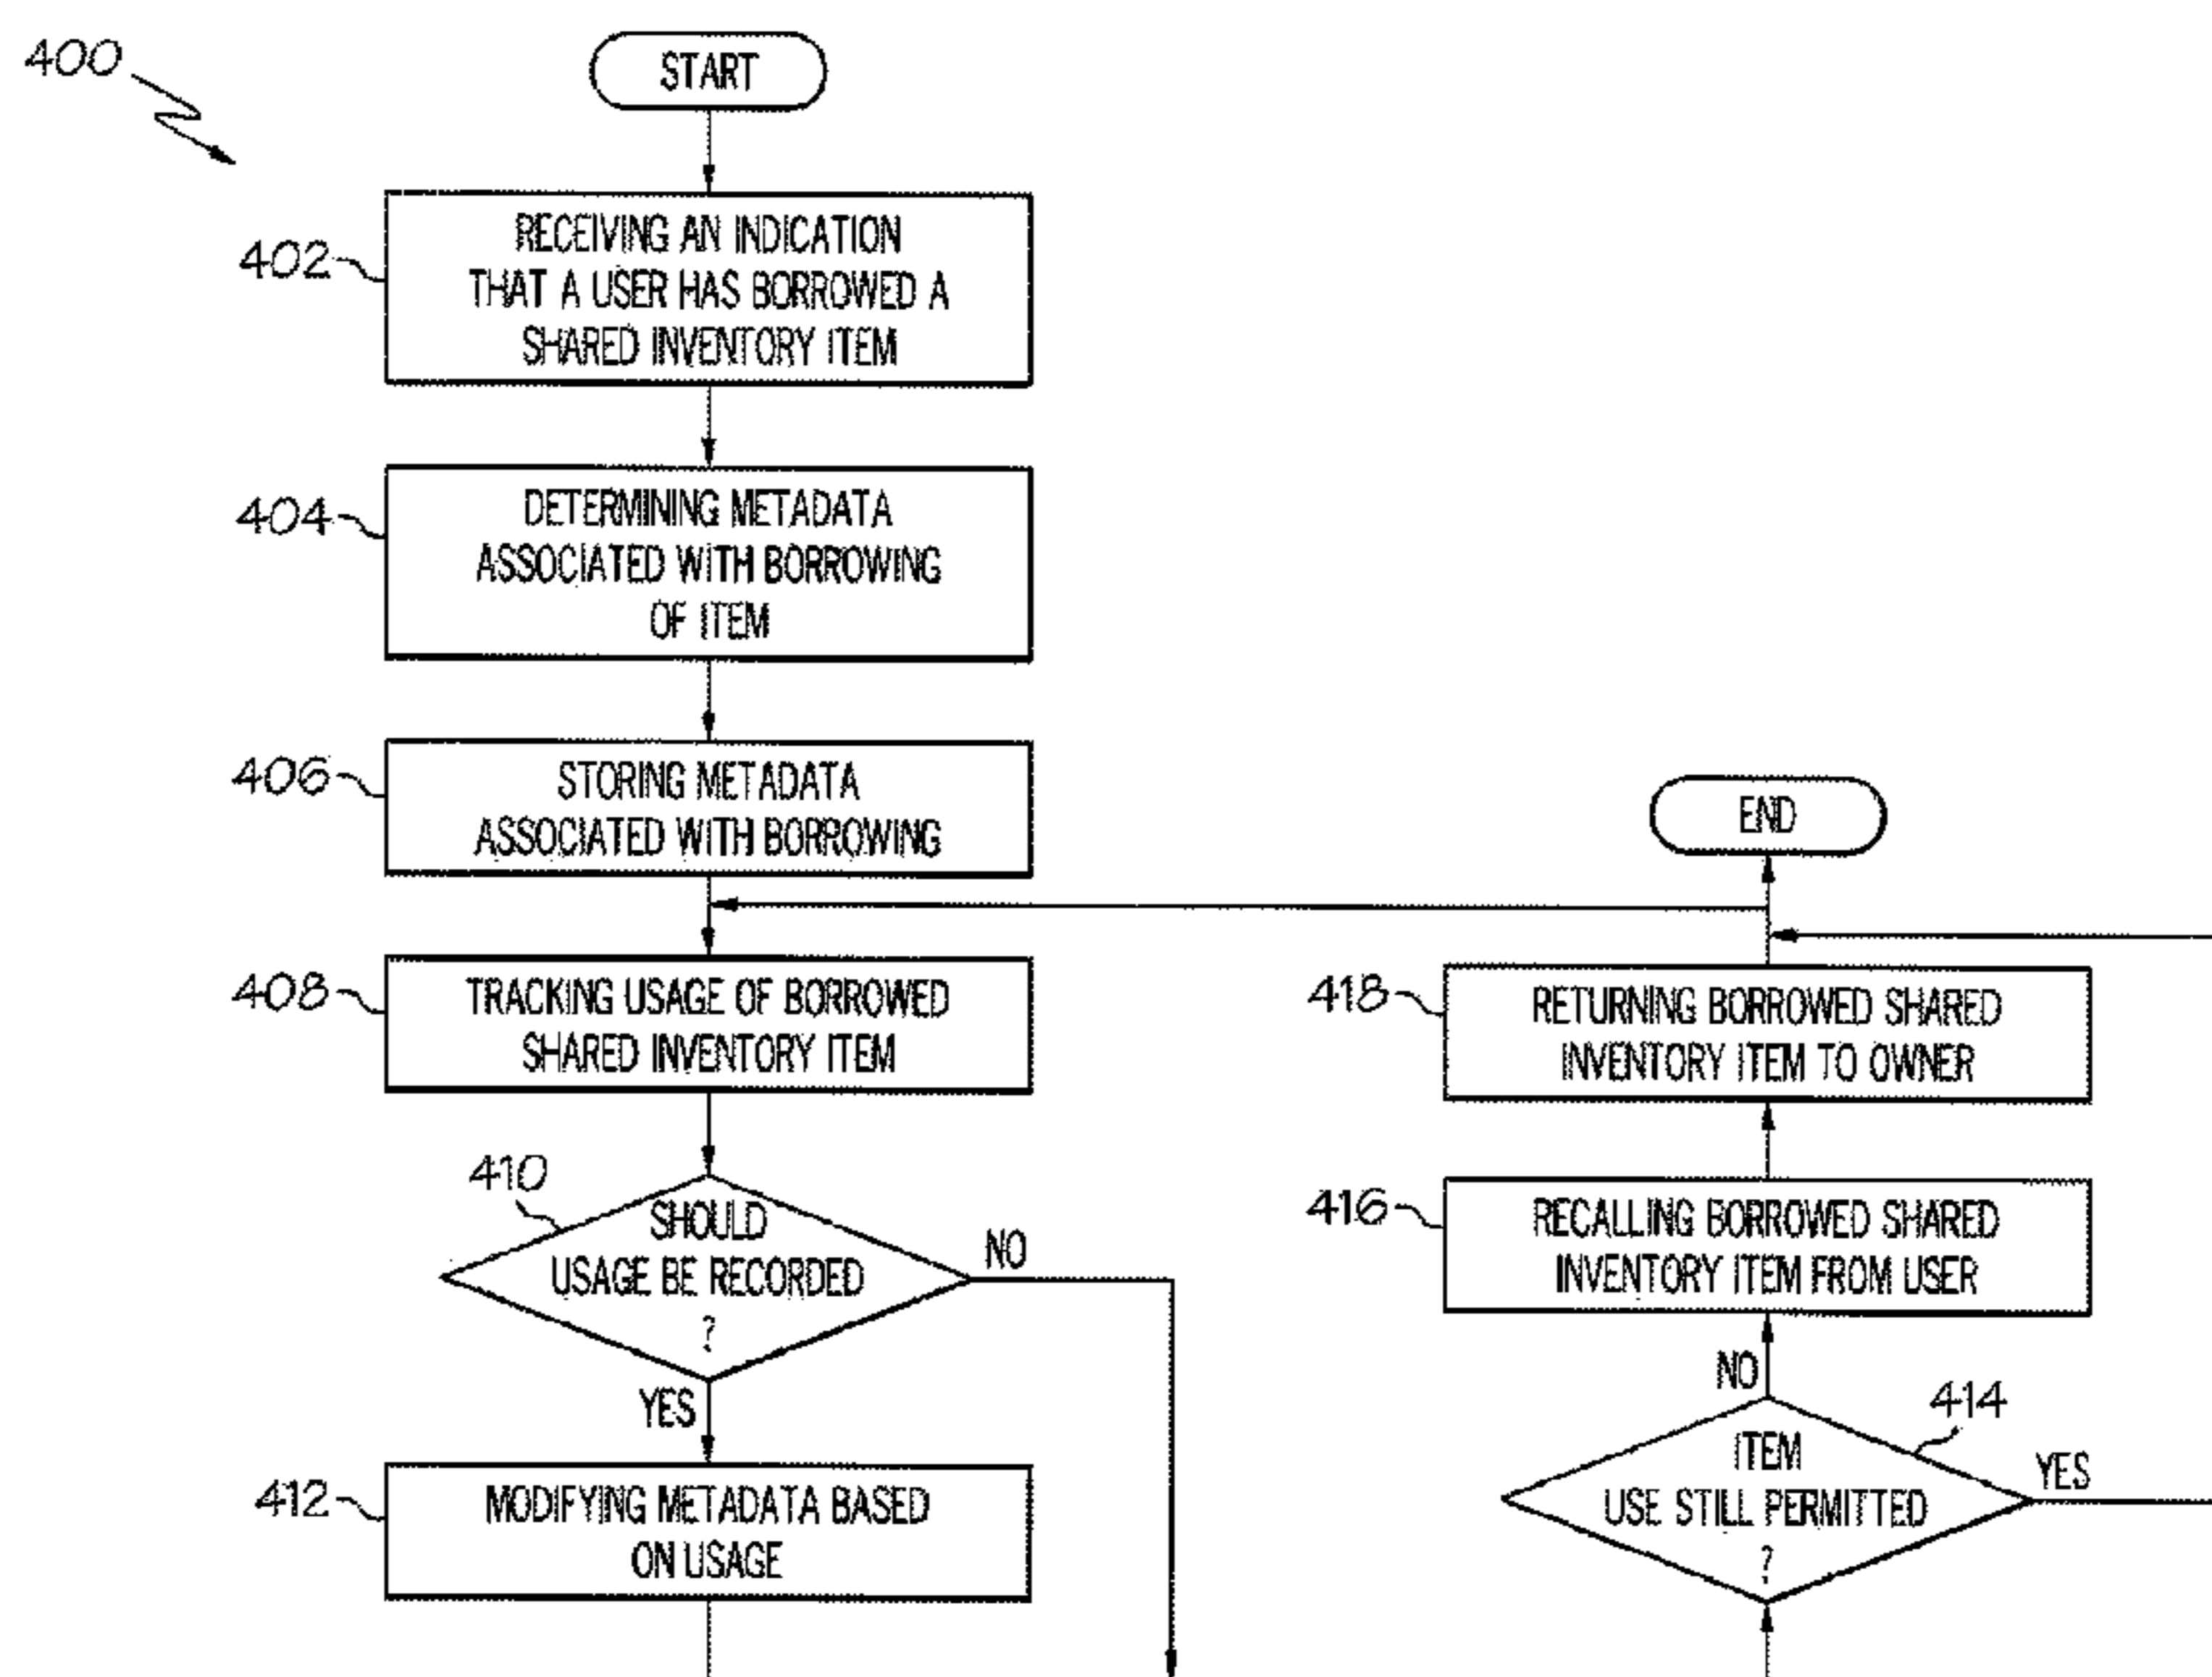 400
START
402
RECEIVING AN INDICATION
THAT A USER HAS BORROWED A
SHARED INVENTORY ITEM
404
DETERMINING METADATA
ASSOCIATED WITH BORROWING
OF ITEM
406
STORING METADATA
ASSOCIATED WITH BORROWING
408
TRACKING USAGE OF BORROWED
SHARED INVENTORY ITEM
410
SHOULD
USAGE BE RECORDED
?
NO
YES
412
MODIFYING METADATA BASED
ON USAGE
END
418
RETURNING BORROWED SHARED
INVENTORY ITEM TO OWNER
416
RECALLING BORROWED SHARED
INVENTORY ITEM FROM USER
NO
414
ITEM
USE STILL PERMITTED
?
YES